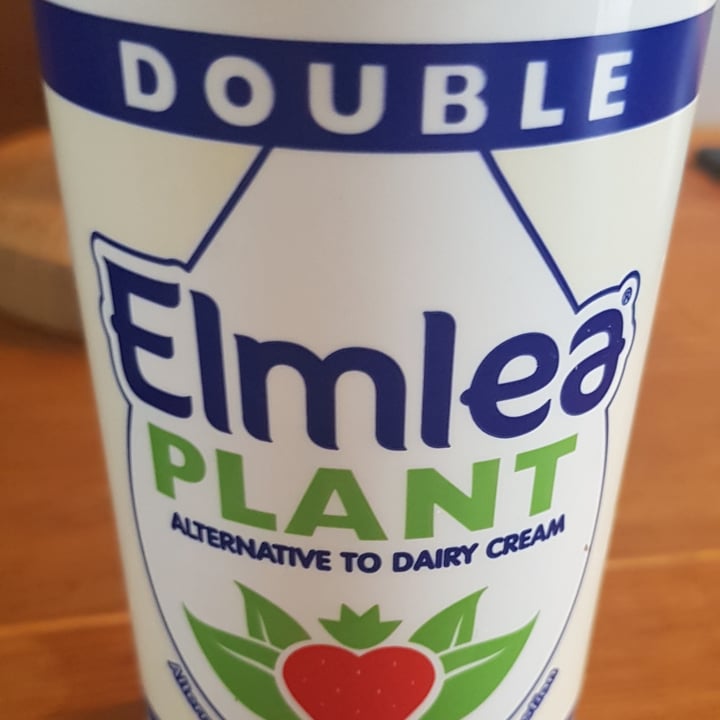 DOUBLE
Elmlea®
PLANT
ALTERNATIVE TO DAIRY CREAM